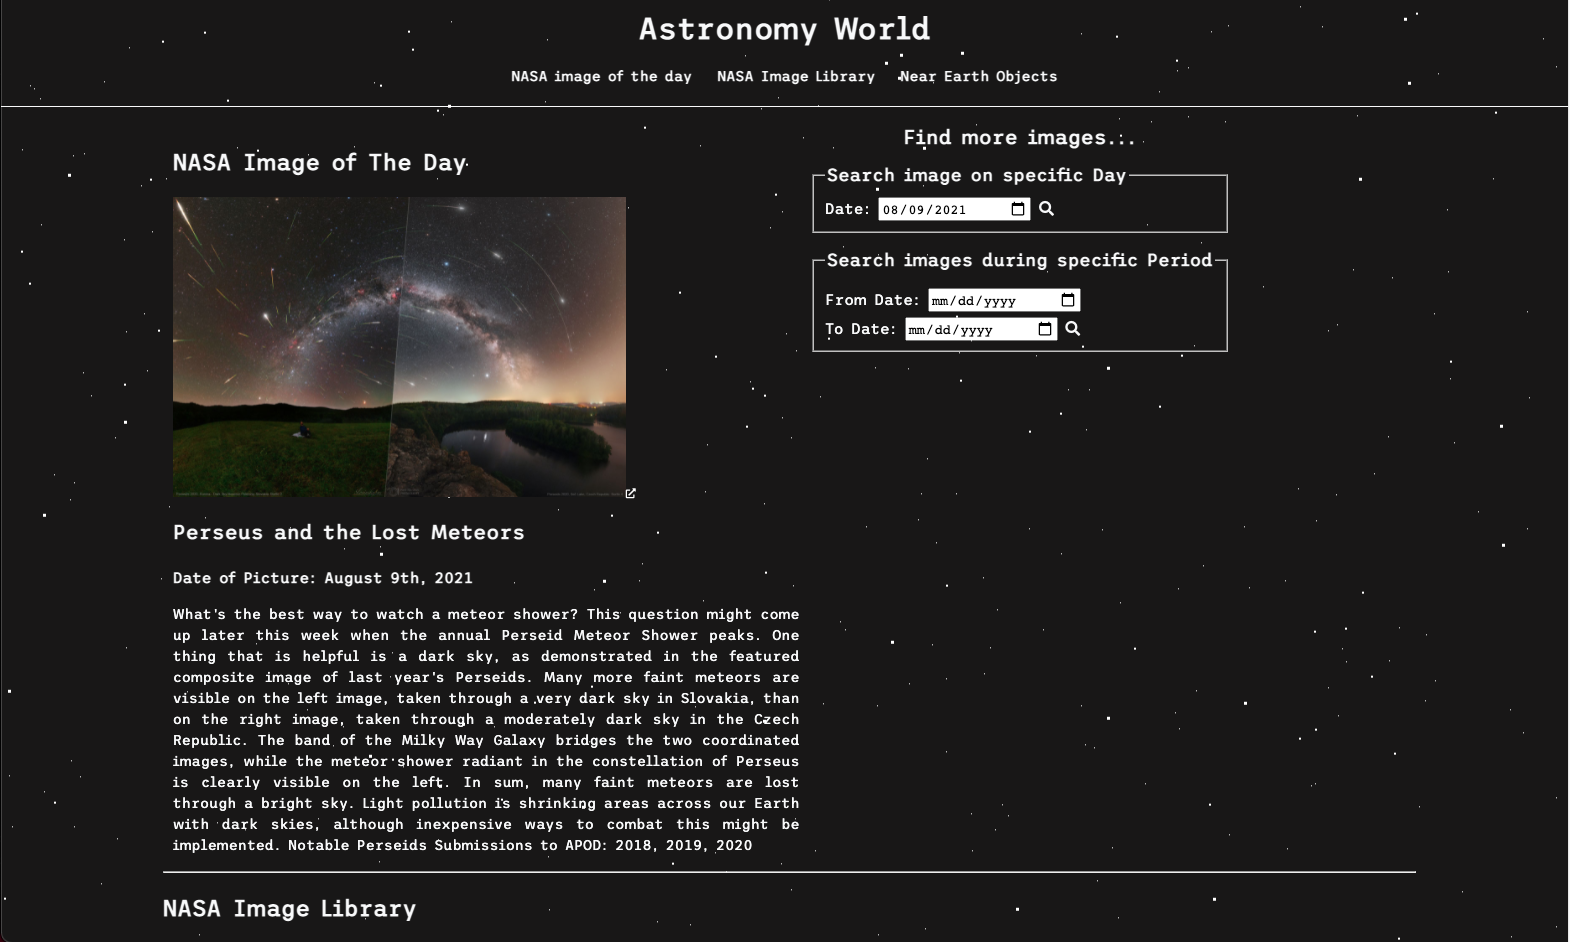 Astronomy World
NASA image of the day NASA Image Library Near Earth Objects
NASA Image of The Day
Perseus and the Lost Meteors
Date of Picture: August 9th, 2021
What's the best way to watch a meteor shower? This question might come
up later this week when the annual Perseid Meteor Shower peaks. One
thing that is helpful is a dark sky, as demonstrated in the featured
composite image of last year's Perseids. Many more faint meteors are
visible on the left image, taken through a very dark sky in Slovakia, than
on the right image, taken through a moderately dark sky in the Czech
Republic. The band of the Milky Way Galaxy bridges the two coordinated
images, while the meteor shower radiant in the constellation of Perseus
is clearly visible on the left. In sum, many faint meteors are lost
through a bright sky. Light pollution is shrinking areas across our Earth
with dark skies, although inexpensive ways to combat this might be
implemented. Notable Perseids Submissions to APOD: 2018, 2019, 2020
Find more images...
Search image on specific Day
Date: 08/09/2021
Search images during specific Period
From Date: mm/dd/yyyy
To Date: mm/dd/yyyy
NASA Image Library